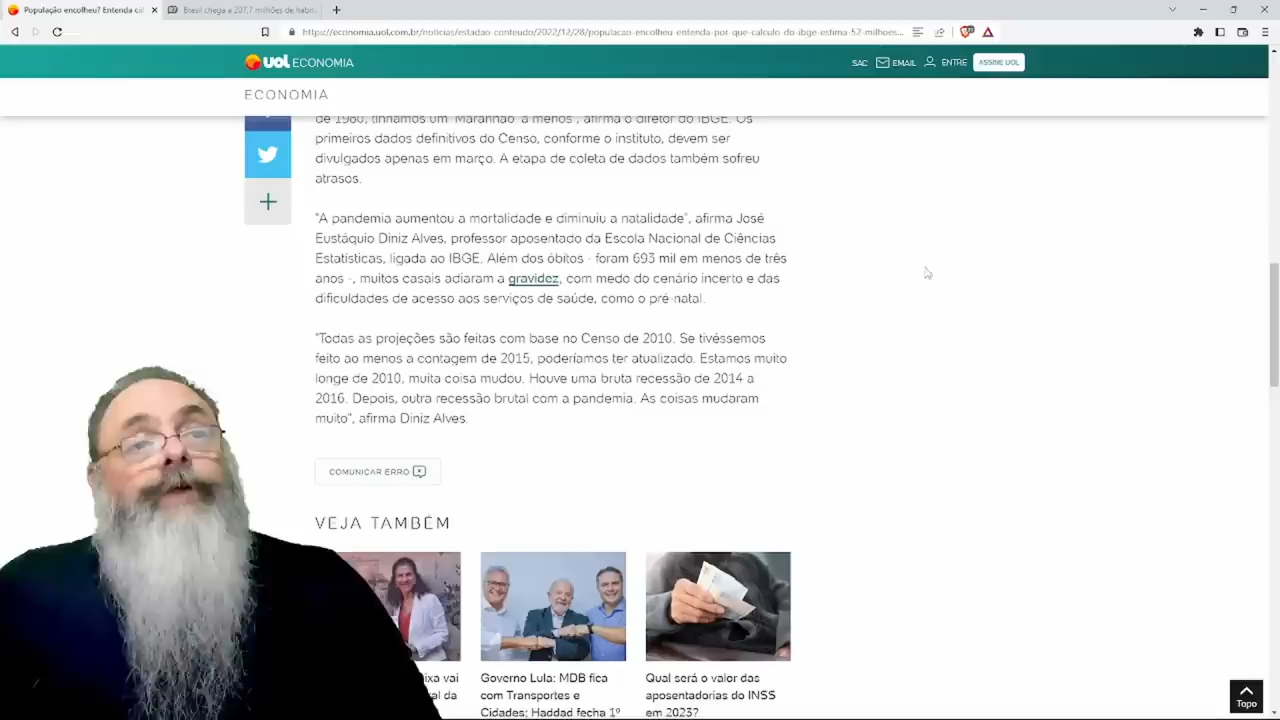 População encolheu? Entenda cál
Brasil chega a 207,7 milhões de habita
https://economia.uol.com.br/noticias/estadao-conteudo/2022/12/28/populacao-encolheu-entenda-por-que-calculo-do-ibge-estima-52-milhoes...
UOL ECONOMIA
SAC EMAIL ENTRE ASSINE UOL
ECONOMIA
de 1980, tínhamos um 'Maranhão' a menos", afirma o diretor do IBGE. Os
primeiros dados definitivos do Censo, conforme o instituto, devem ser
divulgados apenas em março. A etapa de coleta de dados também sofreu
atrasos.
"A pandemia aumentou a mortalidade e diminuiu a natalidade", afirma José
Eustáquio Diniz Alves, professor aposentado da Escola Nacional de Ciências
Estatísticas, ligada ao IBGE. Além dos óbitos - foram 693 mil em menos de três
anos -, muitos casais adiaram a gravidez, com medo do cenário incerto e das
dificuldades de acesso aos serviços de saúde, como o pré-natal.
"Todas as projeções são feitas com base no Censo de 2010. Se tivéssemos
feito ao menos a contagem de 2015, poderíamos ter atualizado. Estamos muito
longe de 2010, muita coisa mudou. Houve uma bruta recessão de 2014 a
2016. Depois, outra recessão brutal com a pandemia. As coisas mudaram
muito", afirma Diniz Alves.
COMUNICAR ERRO
VEJA TAMBÉM
vai
da
Governo Lula: MDB fica
com Transportes e
Cidades; Haddad fecha 1º
Qual será o valor das
aposentadorias do INSS
em 2023?
Topo